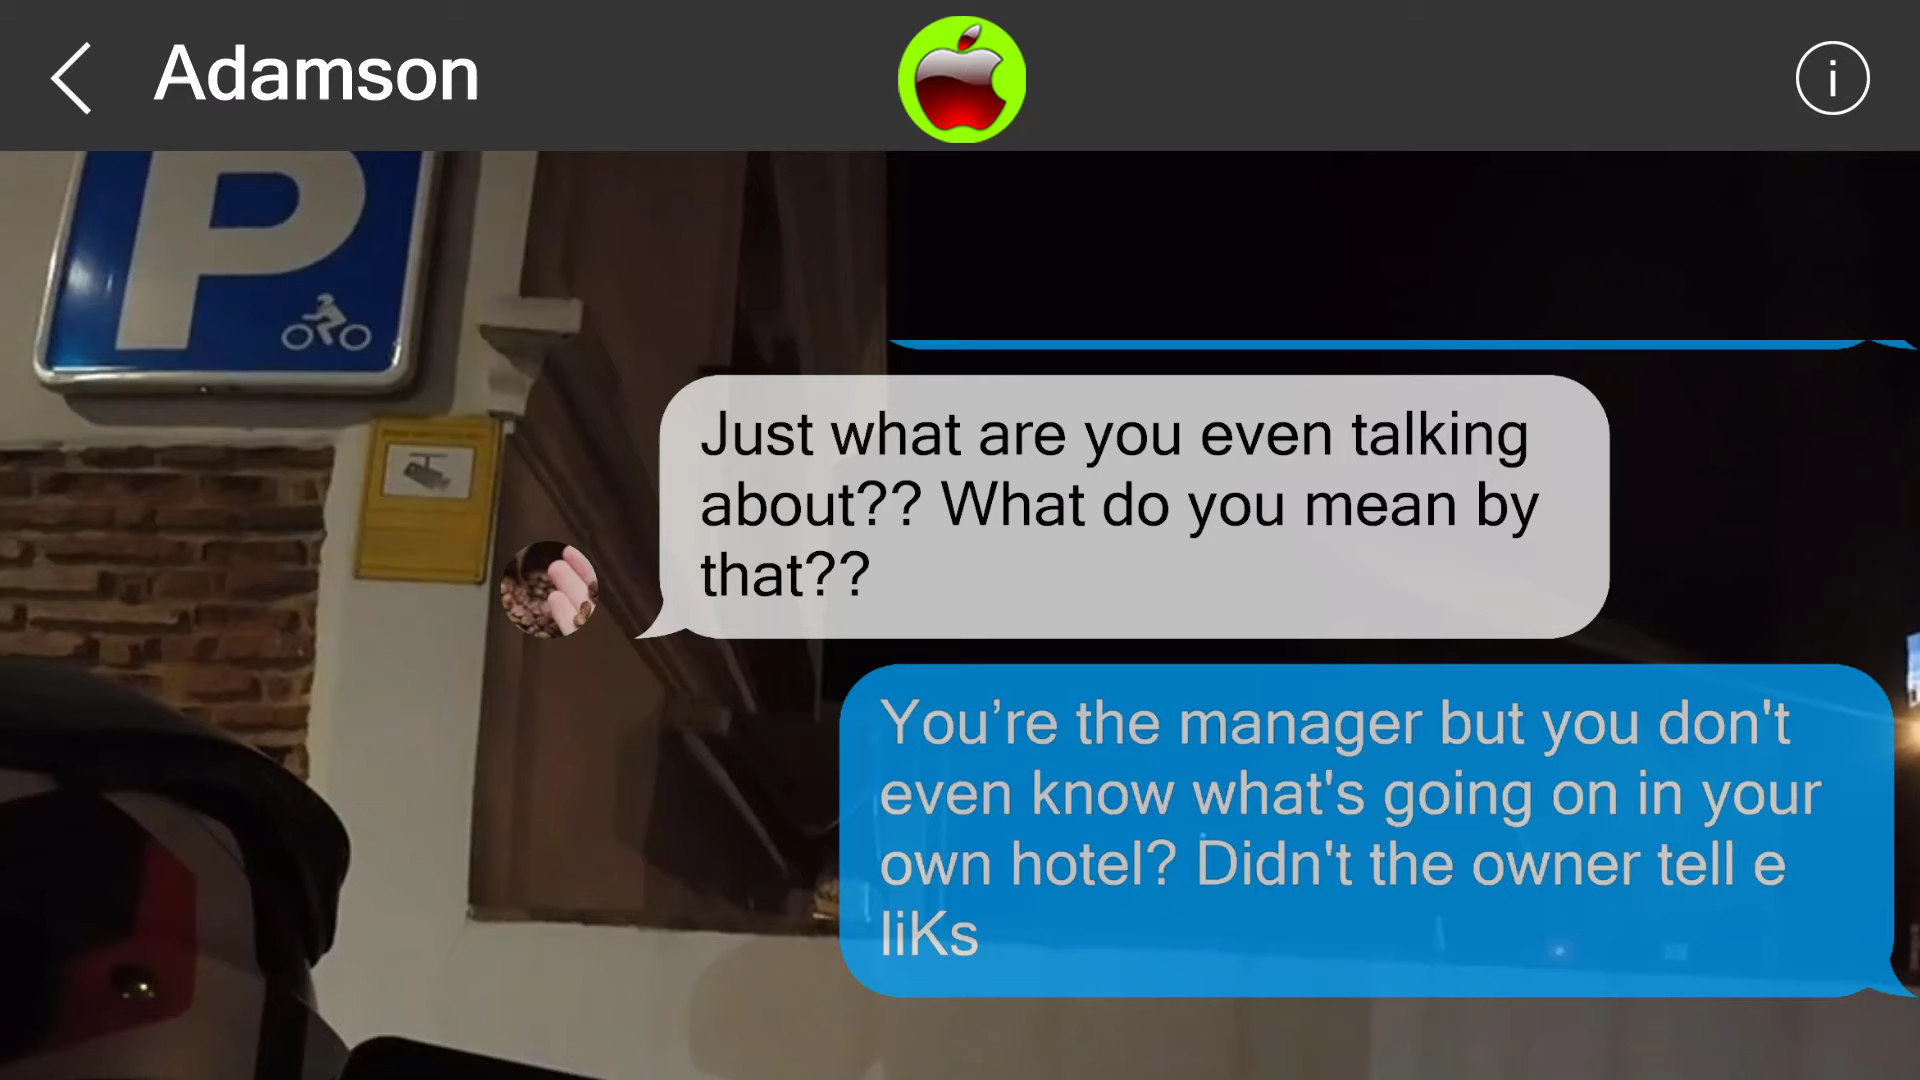 Adamson
P
Just what are you even talking
about?? What do you mean by
that??
You’re the manager but you don't
even know what's going on in your
own hotel? Didn't the owner tell e
liKs